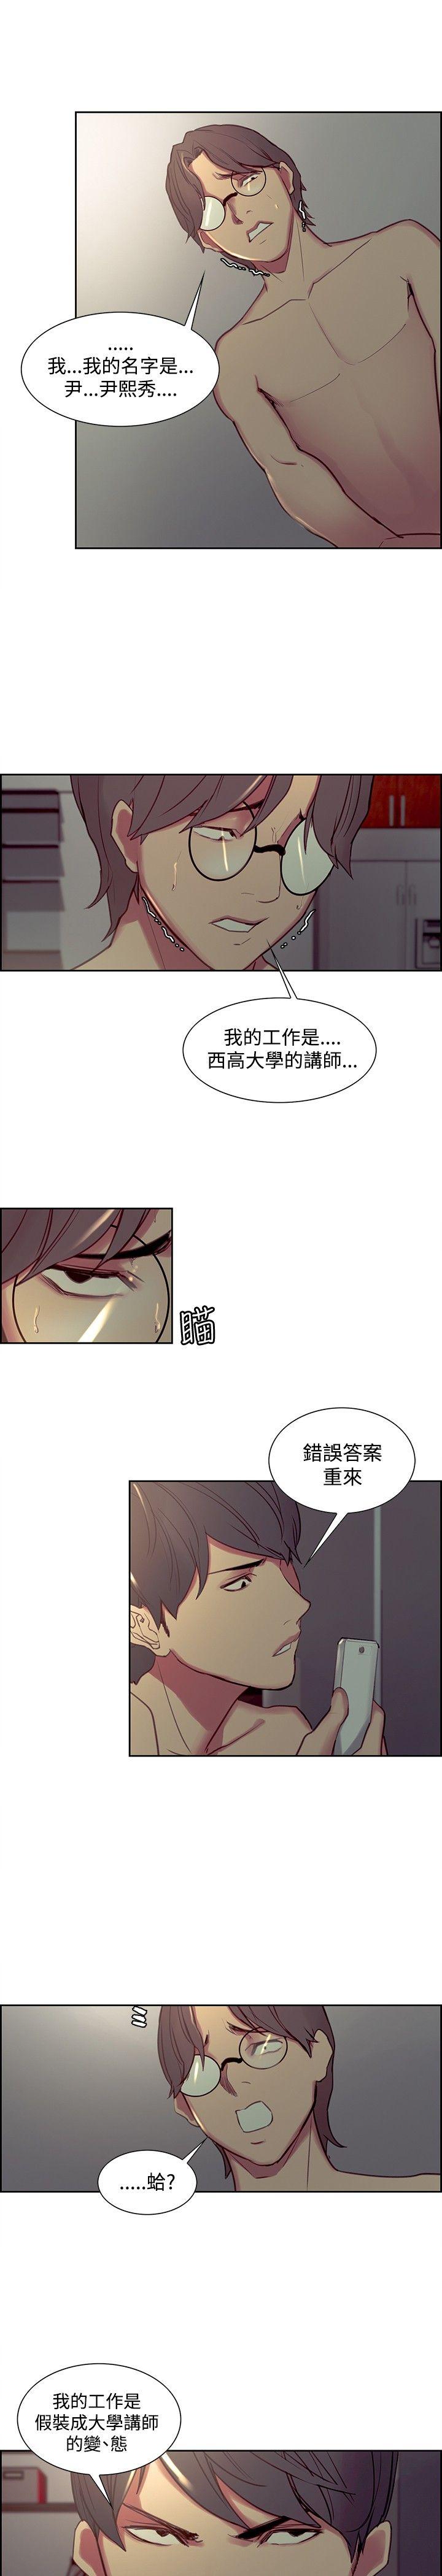 .....
我...我的名字是...
尹...尹熙秀....
我的工作是....
西高大學的講師...
瞄
錯誤答案
重來
.....蛤?
我的工作是
假裝成大學講師
的變、態